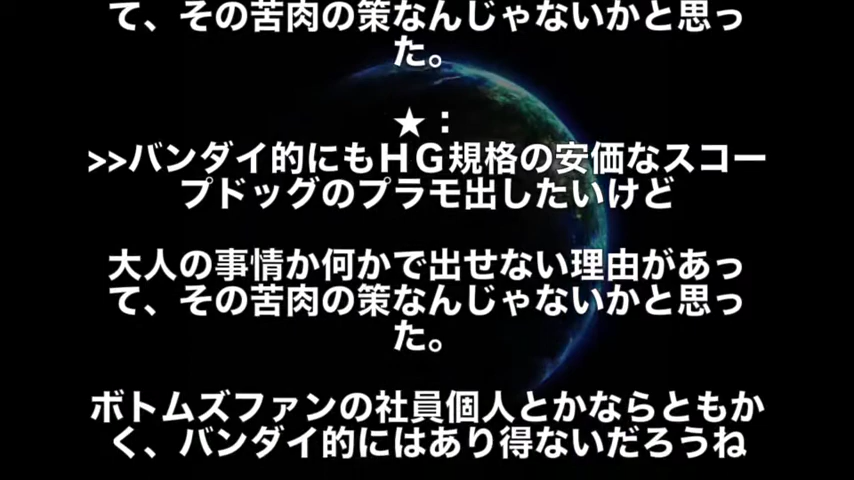 て、その苦肉の策なんじゃないかと思っ
た。
★：
>>バンダイ的にもＨＧ規格の安価なスコー
プドッグのプラモ出したいけど
大人の事情か何かで出せない理由があっ
て、その苦肉の策なんじゃないかと思っ
た。
ボトムズファンの社員個人とかならともか
く、バンダイ的にはあり得ないだろうね